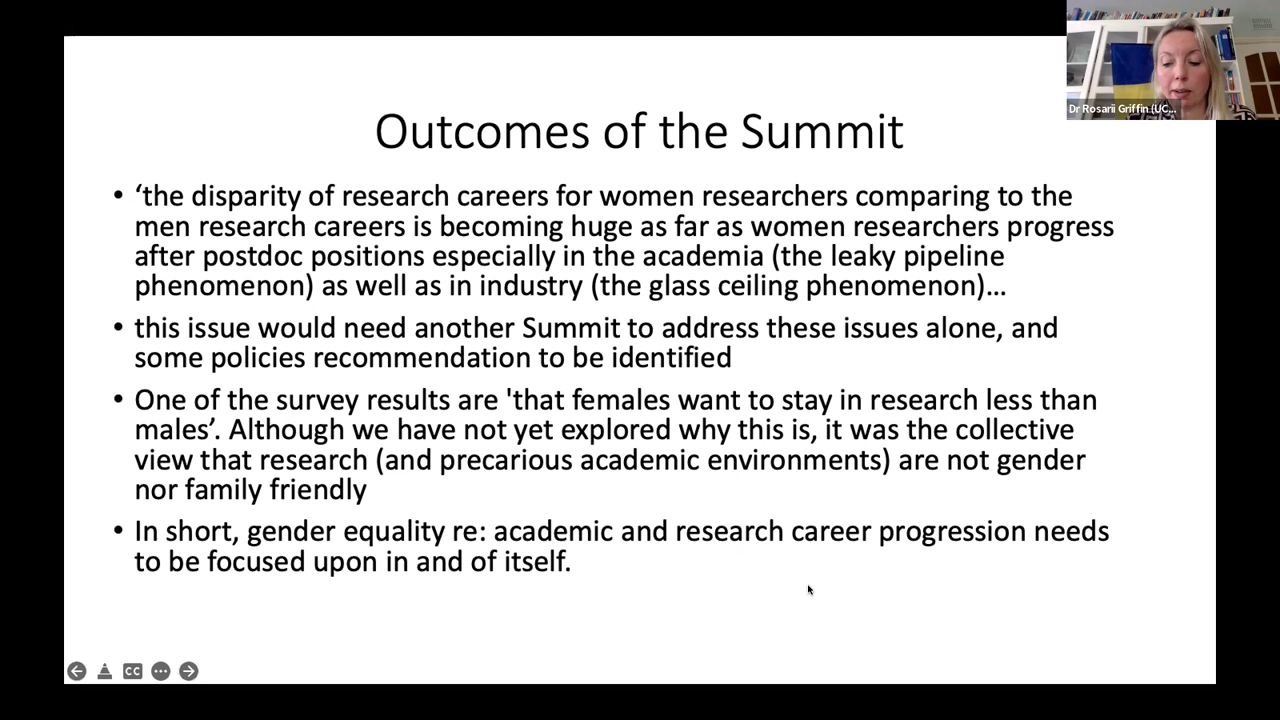 Dr Rosarii Griffin (UC...
Outcomes of the Summit
• ‘the disparity of research careers for women researchers comparing to the
men research careers is becoming huge as far as women researchers progress
after postdoc positions especially in the academia (the leaky pipeline
phenomenon) as well as in industry (the glass ceiling phenomenon)…
• this issue would need another Summit to address these issues alone, and
some policies recommendation to be identified
• One of the survey results are 'that females want to stay in research less than
males’. Although we have not yet explored why this is, it was the collective
view that research (and precarious academic environments) are not gender
nor family friendly
• In short, gender equality re: academic and research career progression needs
to be focused upon in and of itself.
CC